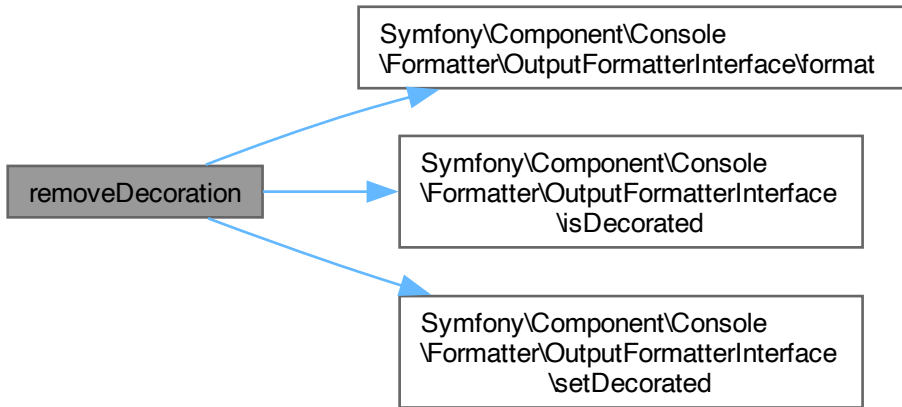 Symfony\Component\Console
\Formatter\OutputFormatterInterface\format
removeDecoration
Symfony\Component\Console
\Formatter\OutputFormatterInterface
\isDecorated
Symfony\Component\Console
\Formatter\OutputFormatterInterface
\setDecorated